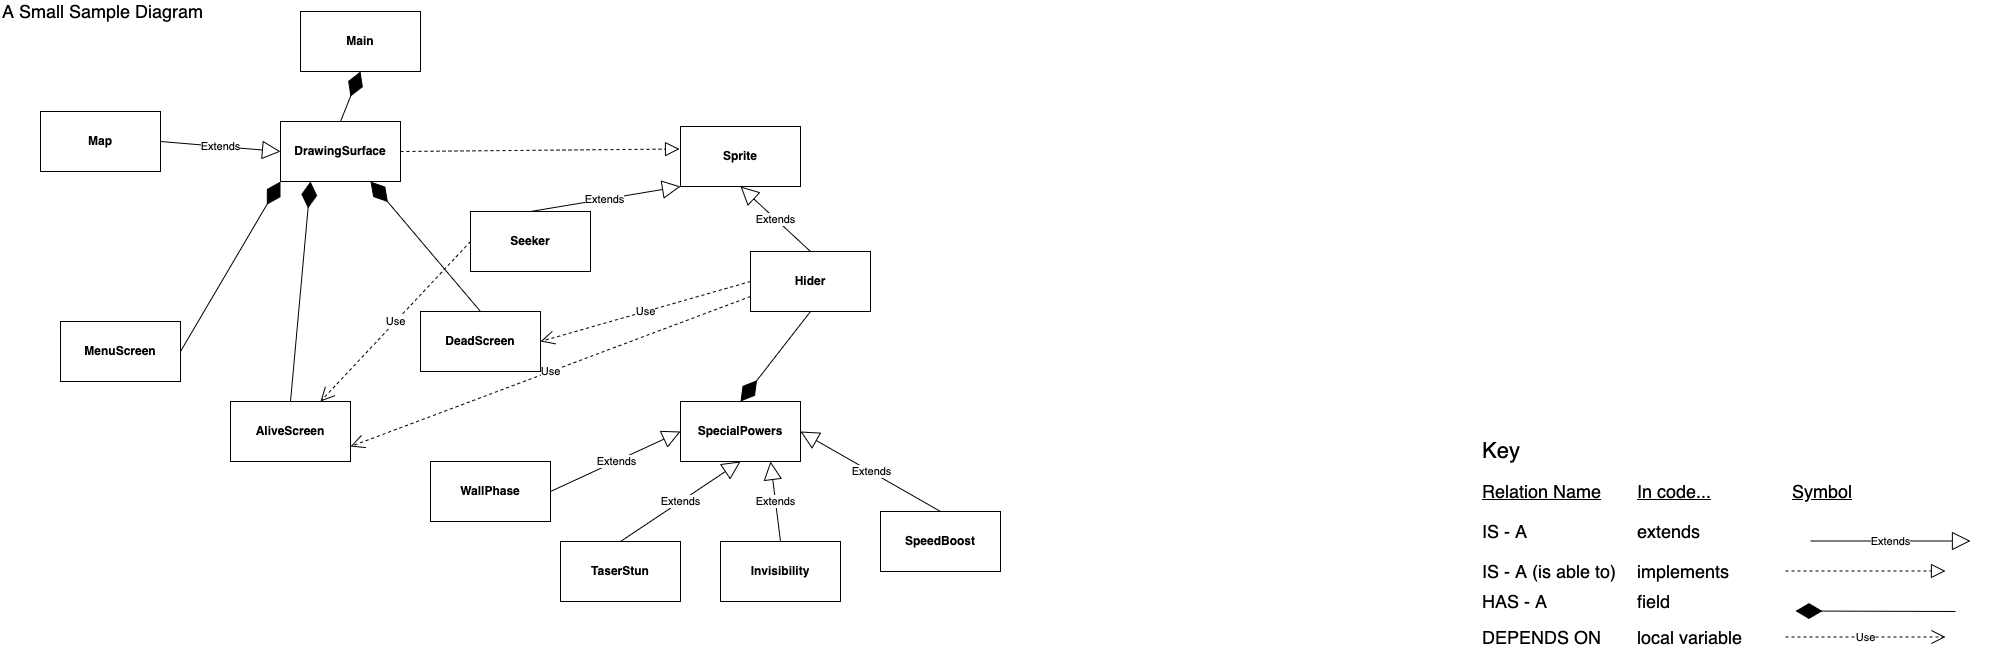 A Small Sample Diagram
Main
Map
Extends
DrawingSurface
Sprite
Extends
Seeker
Extends
Hider
Use
Use
MenuScreen
DeadScreen
Use
AliveScreen
SpecialPowers
Extends
WallPhase
Extends
Extends
Extends
TaserStun
Invisibility
SpeedBoost
Key
Relation Name In code... Symbol
IS - A extends Extends
IS - A (is able to) implements
HAS - A field
DEPENDS ON local variable Use